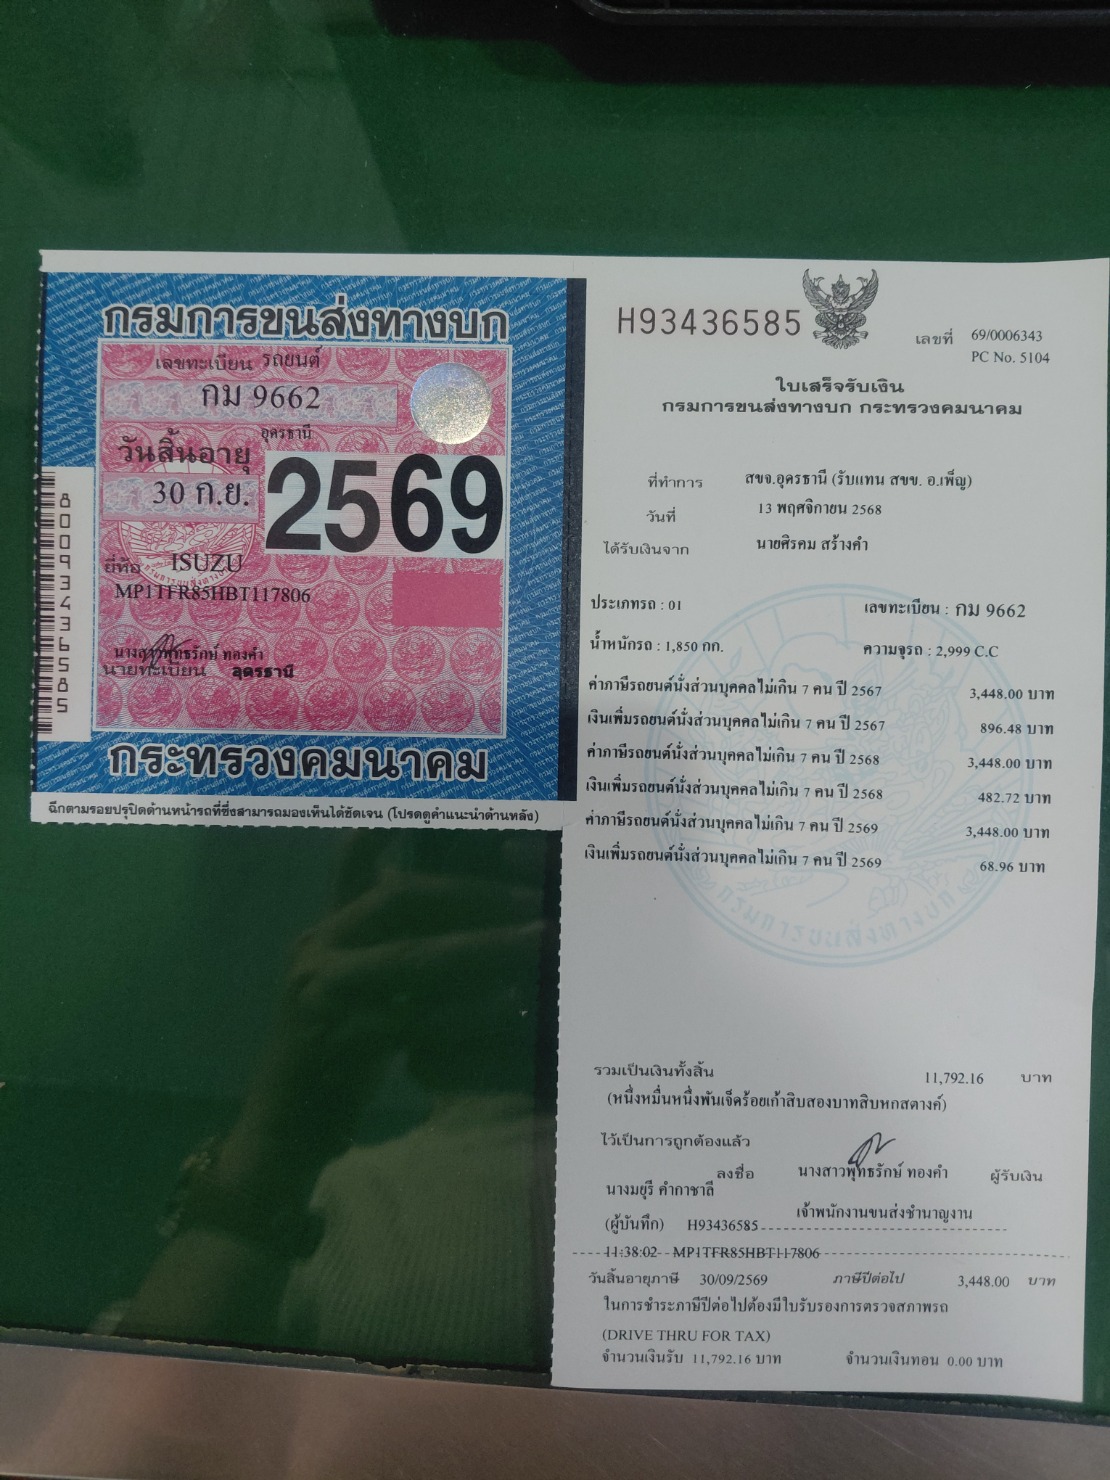 กรมการขนส่งทางบก
เลขทะเบียน รถยนต์
กม 9662
อุดรธานี
วันสิ้นอายุ
30 ก.ย.
2569
ยี่ห้อ ISUZU
MP1TFR85HBT117806
นางสาวพุทธรักษ์ ทองคำ
นายทะเบียน อุดรธานี
กระทรวงคมนาคม
ฉีกตามรอยปรุปิดด้านหน้ารถที่ซึ่งสามารถมองเห็นได้ชัดเจน (โปรดดูคำแนะนำด้านหลัง)
80093436585
H93436585
เลขที่ 69/0006343
PC No. 5104
ใบเสร็จรับเงิน
กรมการขนส่งทางบก กระทรวงคมนาคม
ที่ทำการ สขจ.อุดรธานี (รับแทน สขข. อ.เพ็ญ)
วันที่ 13 พฤศจิกายน 2568
ได้รับเงินจาก นายศิรคม สร้างคำ
ประเภทรถ : 01 เลขทะเบียน : กม 9662
น้ำหนักรถ : 1,850 กก. ความจุรถ : 2,999 C.C
ค่าภาษีรถยนต์นั่งส่วนบุคคลไม่เกิน 7 คน ปี 2567 3,448.00 บาท
เงินเพิ่มรถยนต์นั่งส่วนบุคคลไม่เกิน 7 คน ปี 2567 896.48 บาท
ค่าภาษีรถยนต์นั่งส่วนบุคคลไม่เกิน 7 คน ปี 2568 3,448.00 บาท
เงินเพิ่มรถยนต์นั่งส่วนบุคคลไม่เกิน 7 คน ปี 2568 482.72 บาท
ค่าภาษีรถยนต์นั่งส่วนบุคคลไม่เกิน 7 คน ปี 2569 3,448.00 บาท
เงินเพิ่มรถยนต์นั่งส่วนบุคคลไม่เกิน 7 คน ปี 2569 68.96 บาท
กรมการขนส่งทางบก
รวมเป็นเงินทั้งสิ้น 11,792.16 บาท
(หนึ่งหมื่นหนึ่งพันเจ็ดร้อยเก้าสิบสองบาทสิบหกสตางค์)
ไว้เป็นการถูกต้องแล้ว
ลงชื่อ นางสาวพุทธรักษ์ ทองคำ ผู้รับเงิน
นางมยุรี คำกาซาลี
เจ้าพนักงานขนส่งชำนาญงาน
(ผู้บันทึก) H93436585
11:38:02 MP1TFR85HBT117806
วันสิ้นอายุภาษี 30/09/2569 ภาษีปีต่อไป 3,448.00 บาท
ในการชำระภาษีปีต่อไปต้องมีใบรับรองการตรวจสภาพรถ
(DRIVE THRU FOR TAX)
จำนวนเงินรับ 11,792.16 บาท จำนวนเงินทอน 0.00 บาท